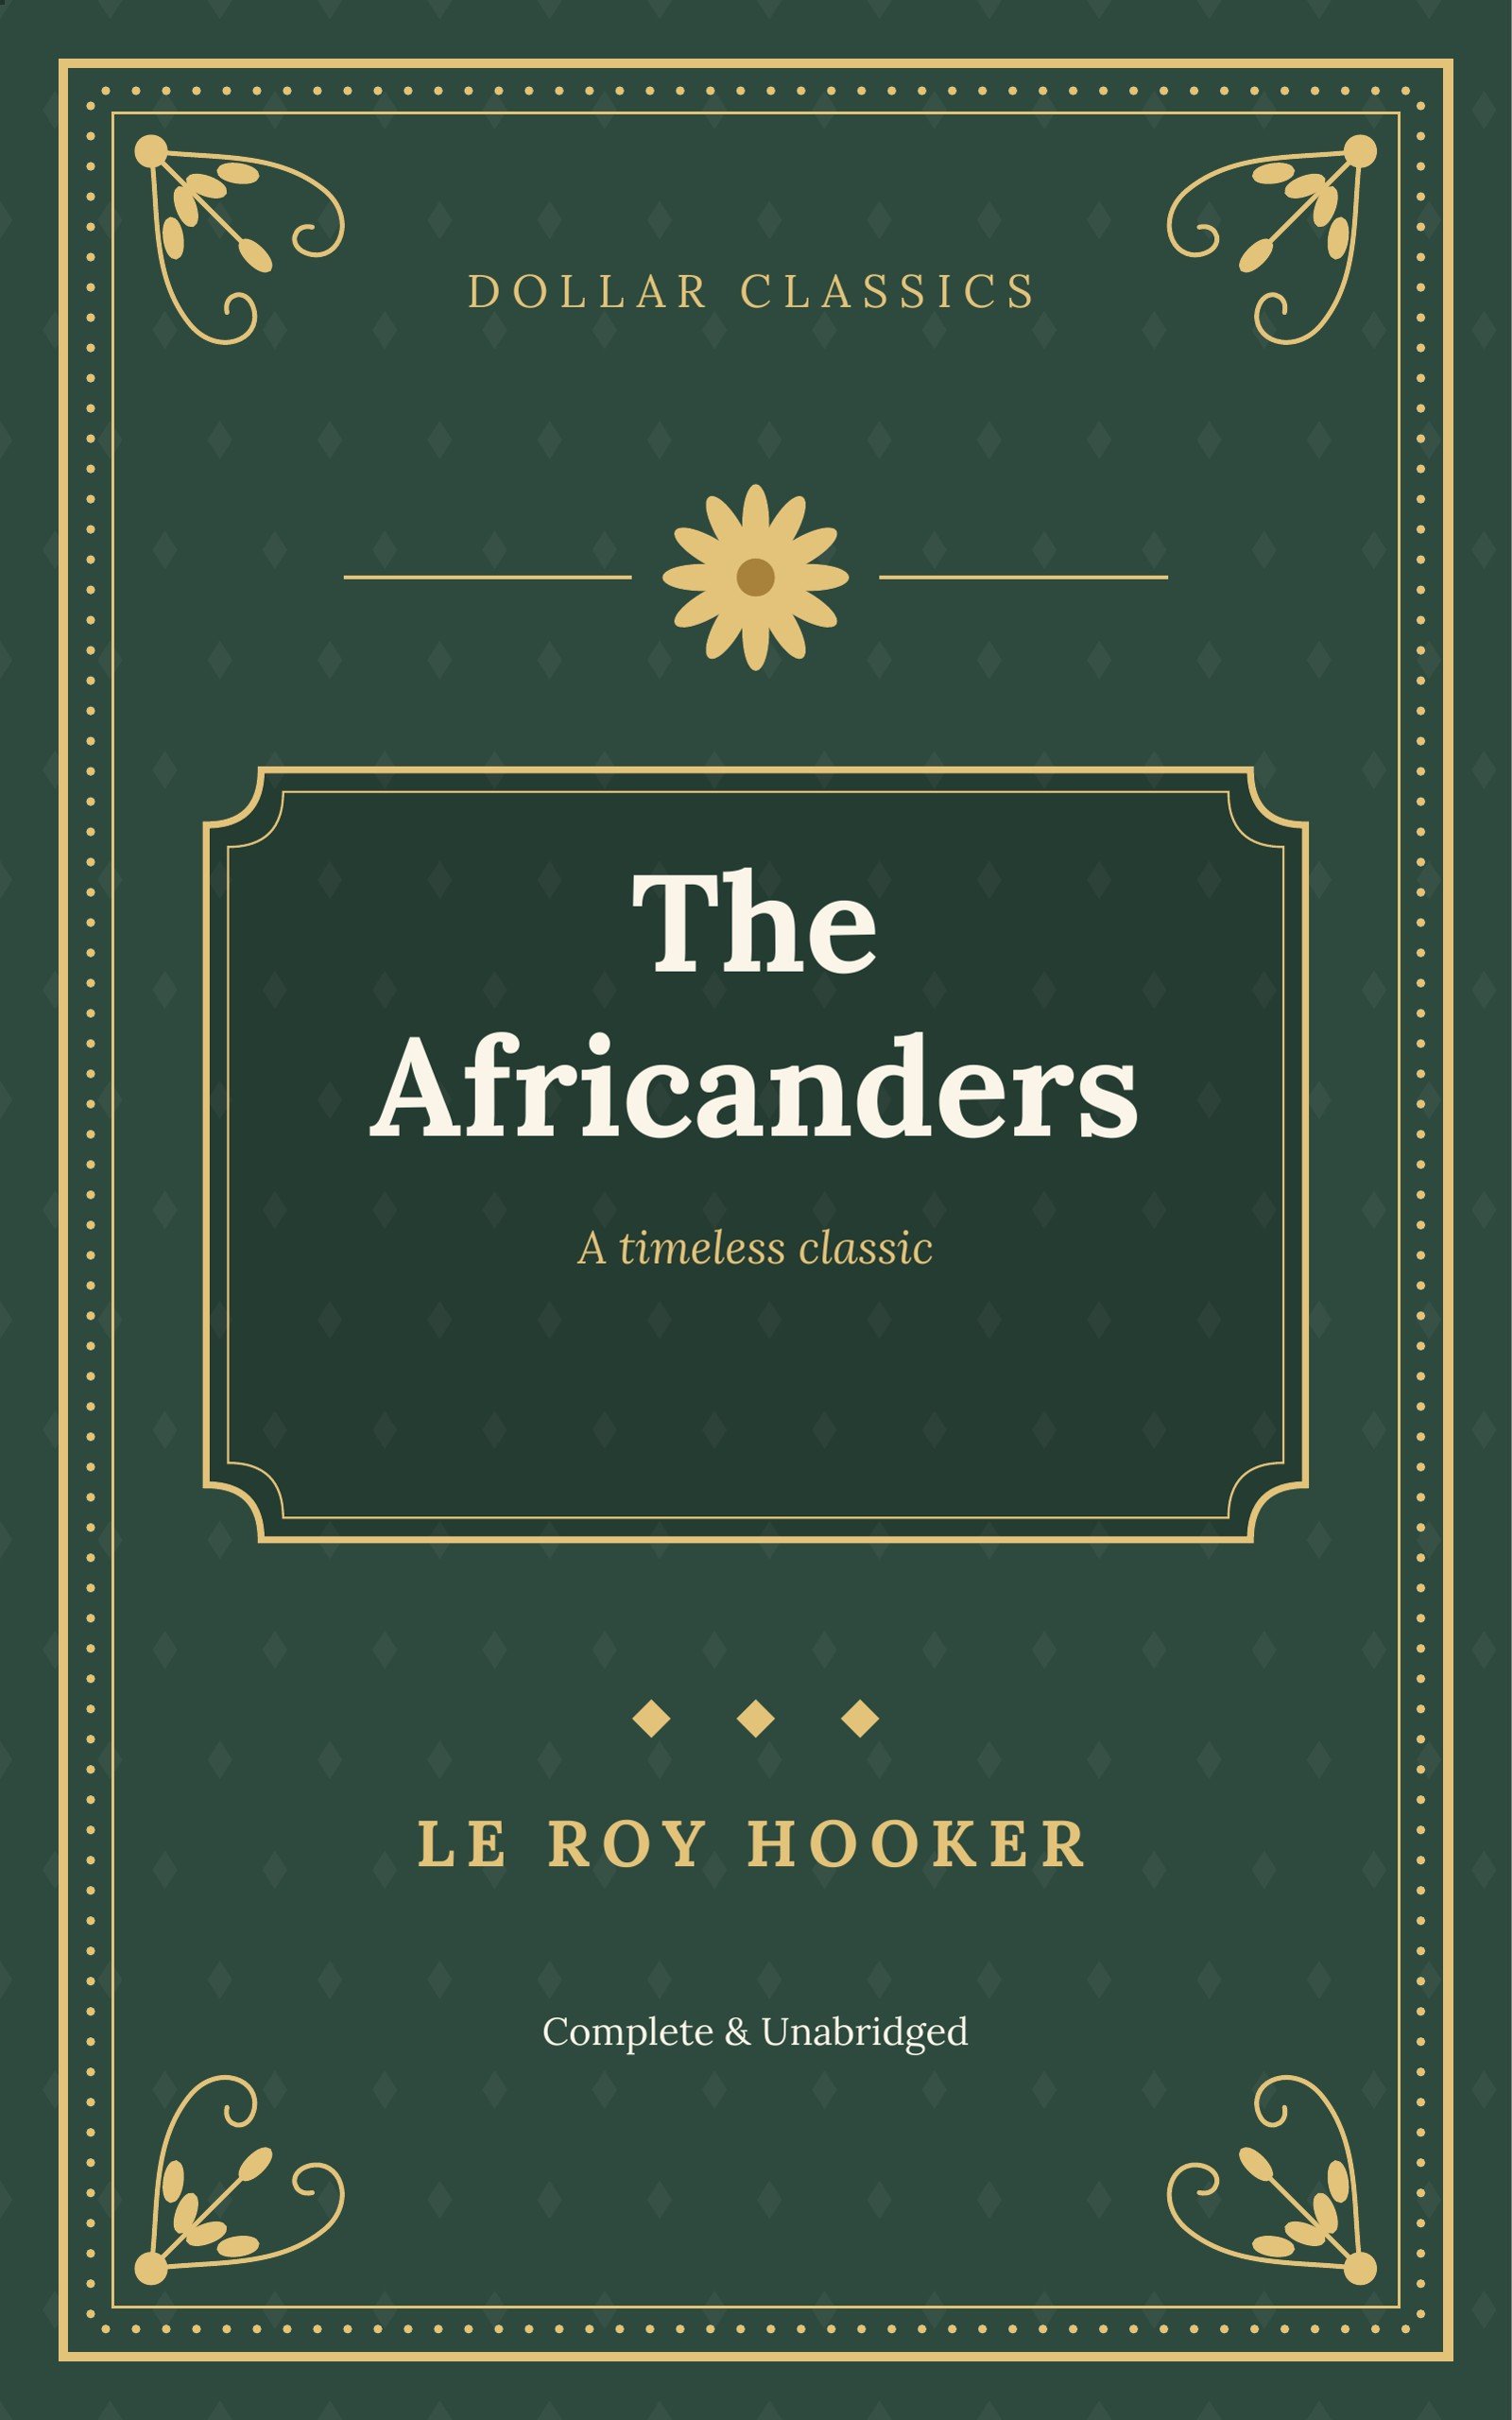 DOLLAR CLASSICS
The
Africanders
A timeless classic
LE ROY HOOKER
Complete & Unabridged